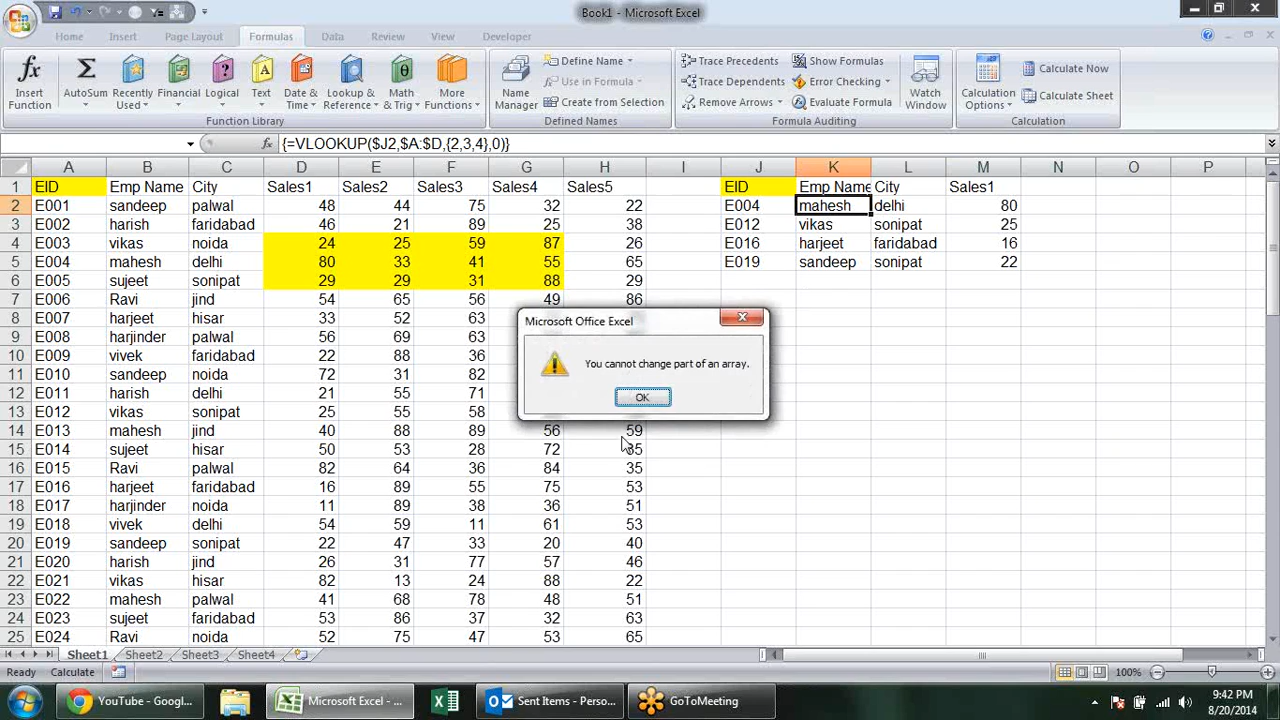 Book1 - Microsoft Excel
Home Insert Page Layout Formulas Data Review View Developer
Insert Function
AutoSum
Recently Used
Financial
Logical
Text
Date & Time
Lookup & Reference
Math & Trig
More Functions
Function Library
Name Manager
Define Name
Use in Formula
Create from Selection
Defined Names
Trace Precedents
Trace Dependents
Remove Arrows
Show Formulas
Error Checking
Evaluate Formula
Formula Auditing
Watch Window
Calculation Options
Calculate Now
Calculate Sheet
Calculation
fx {=VLOOKUP($J2,$A:$D,{2,3,4},0)}
A B C D E F G H I J K L M N O P
1 EID Emp Name City Sales1 Sales2 Sales3 Sales4 Sales5 EID Emp Name City Sales1
2 E001 sandeep palwal 48 44 75 32 22 E004 mahesh delhi 80
3 E002 harish faridabad 46 21 89 25 38 E012 vikas sonipat 25
4 E003 vikas noida 24 25 59 87 26 E016 harjeet faridabad 16
5 E004 mahesh delhi 80 33 41 55 65 E019 sandeep sonipat 22
6 E005 sujeet sonipat 29 29 31 88 29
7 E006 Ravi jind 54 65 56 49 86
8 E007 harjeet hisar 33 52 63
9 E008 harjinder palwal 56 69 63
10 E009 vivek faridabad 22 88 36
11 E010 sandeep noida 72 31 82
12 E011 harish delhi 21 55 71
13 E012 vikas sonipat 25 55 58
14 E013 mahesh jind 40 88 89 56 59
15 E014 sujeet hisar 50 53 28 72 35
16 E015 Ravi palwal 82 64 36 84 35
17 E016 harjeet faridabad 16 89 55 75 53
18 E017 harjinder noida 11 89 38 36 51
19 E018 vivek delhi 54 59 11 61 53
20 E019 sandeep sonipat 22 47 33 20 40
21 E020 harish jind 26 31 77 57 46
22 E021 vikas hisar 82 13 24 88 22
23 E022 mahesh palwal 41 68 78 48 51
24 E023 sujeet faridabad 53 86 37 32 63
25 E024 Ravi noida 52 75 47 53 65
Microsoft Office Excel
You cannot change part of an array.
OK
Sheet1 Sheet2 Sheet3 Sheet4
Ready Calculate 100%
YouTube - Googl... Microsoft Excel - ... Sent Items - Perso... GoToMeeting
9:42 PM
8/20/2014